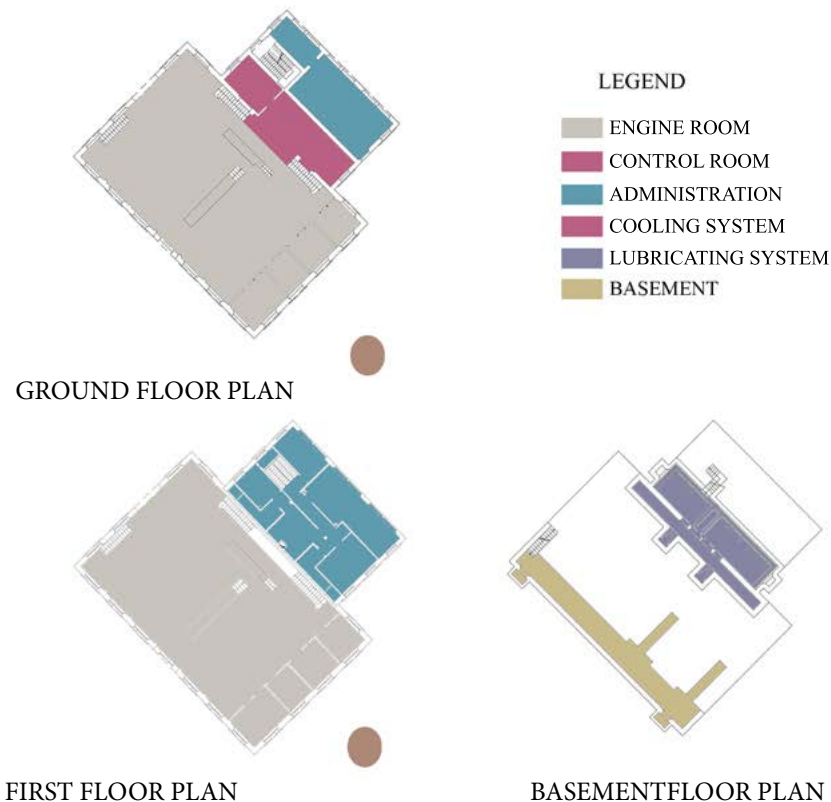 LEGEND
ENGINE ROOM
CONTROL ROOM
ADMINISTRATION
COOLING SYSTEM
LUBRICATING SYSTEM
BASEMENT
GROUND FLOOR PLAN
FIRST FLOOR PLAN
BASEMENTFLOOR PLAN